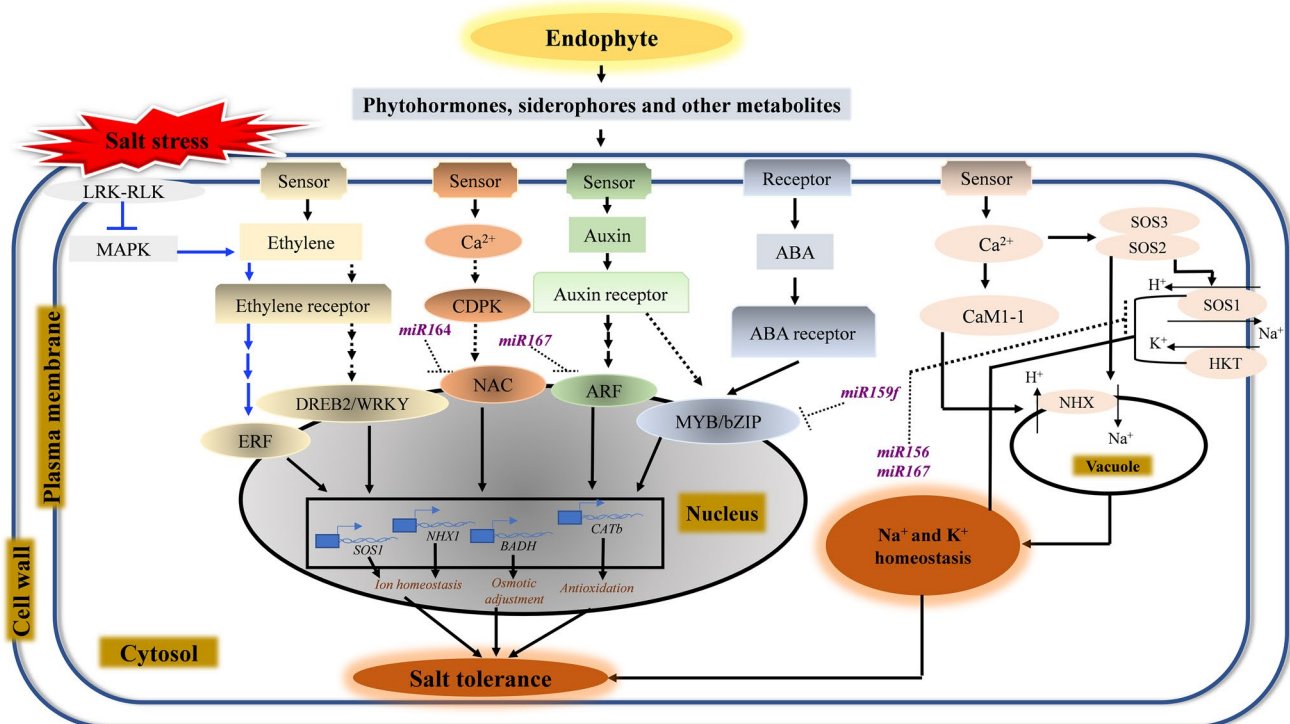 Endophyte
Phytohormones, siderophores and other metabolites
Salt stress
LRK-RLK
Sensor
Sensor
Sensor
Receptor
Sensor
MAPK
Ethylene
Ca²⁺
Auxin
ABA
Ca²⁺
SOS3
SOS2
Ethylene receptor
CDPK
Auxin receptor
ABA receptor
CaM1-1
H⁺
SOS1
Na⁺
K⁺
HKT
miR164
miR167
miR159f
miR156
miR167
DREB2/WRKY
NAC
ARF
MYB/bZIP
ERF
H⁺
NHX
Na⁺
Vacuole
Nucleus
SOS1
NHX1
BADH
CATb
Ion homeostasis
Osmotic
adjustment
Antioxidation
Na⁺ and K⁺
homeostasis
Plasma membrane
Cell wall
Cytosol
Salt tolerance